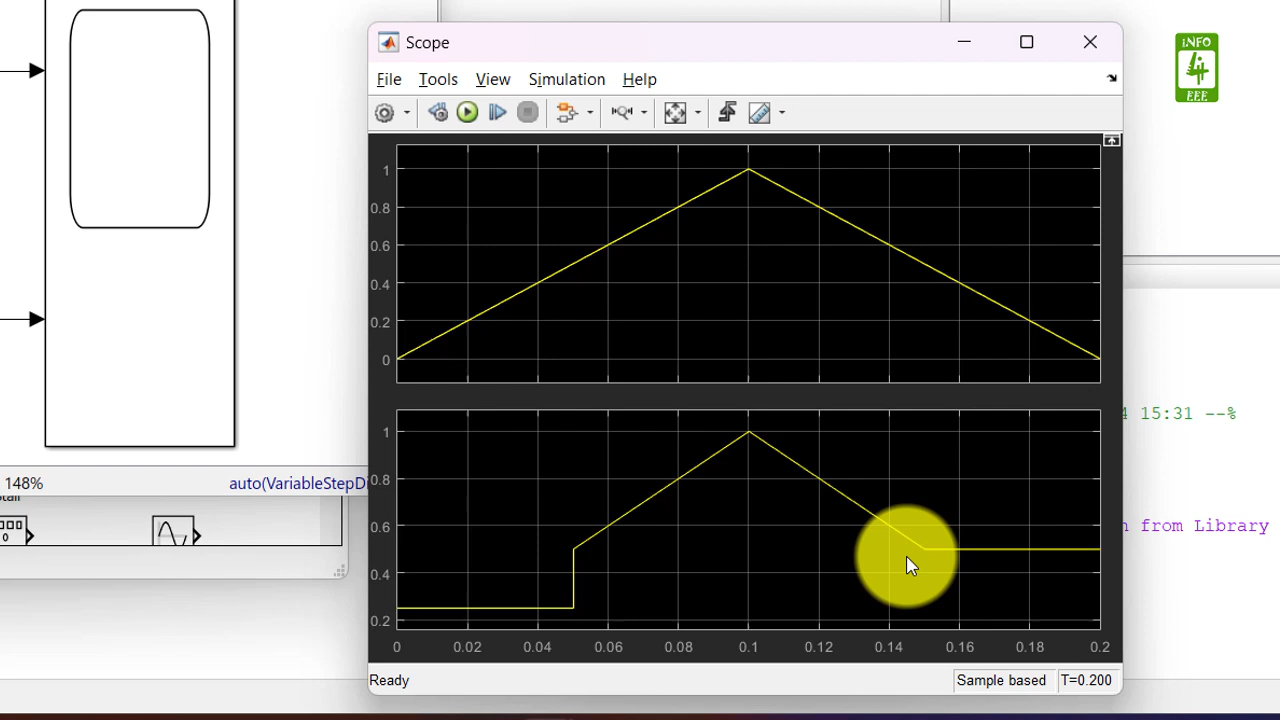 Scope
iNFO
4
EEE
File Tools View Simulation Help
1
0.8
0.6
0.4
0.2
0
4 15:31 --%
1
0.8
0.6
0.4
0.2
0 0.02 0.04 0.06 0.08 0.1 0.12 0.14 0.16 0.18 0.2
148%
auto(VariableStepDi
from Library
0
Ready
Sample based
T=0.200